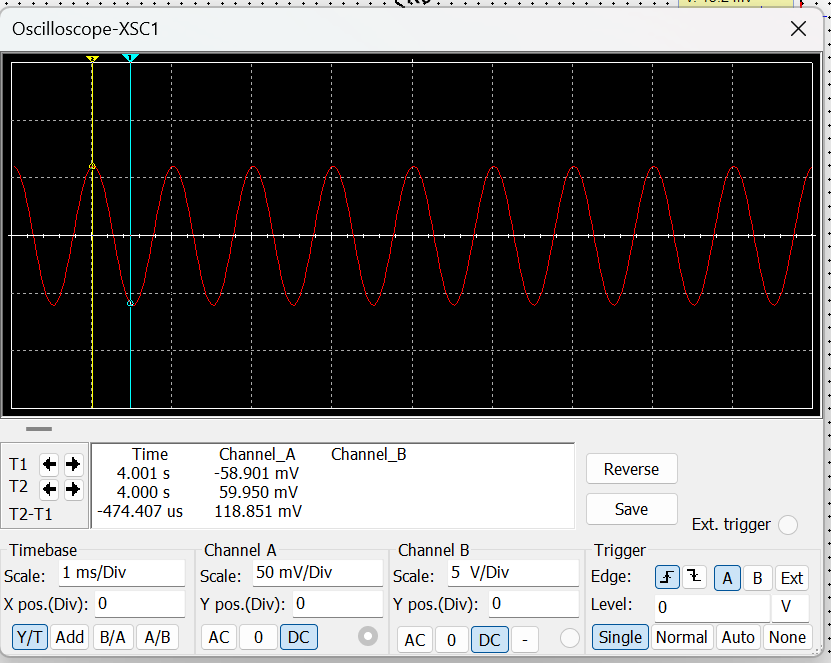 Oscilloscope-XSC1
2
1
Time Channel_A Channel_B
T1 4.001 s -58.901 mV
T2 4.000 s 59.950 mV
T2-T1 -474.407 us 118.851 mV
Reverse
Save
Ext. trigger
Timebase
Scale: 1 ms/Div
X pos.(Div): 0
Y/T Add B/A A/B
Channel A
Scale: 50 mV/Div
Y pos.(Div): 0
AC 0 DC
Channel B
Scale: 5 V/Div
Y pos.(Div): 0
AC 0 DC -
Trigger
Edge: A B Ext
Level: 0 V
Single Normal Auto None